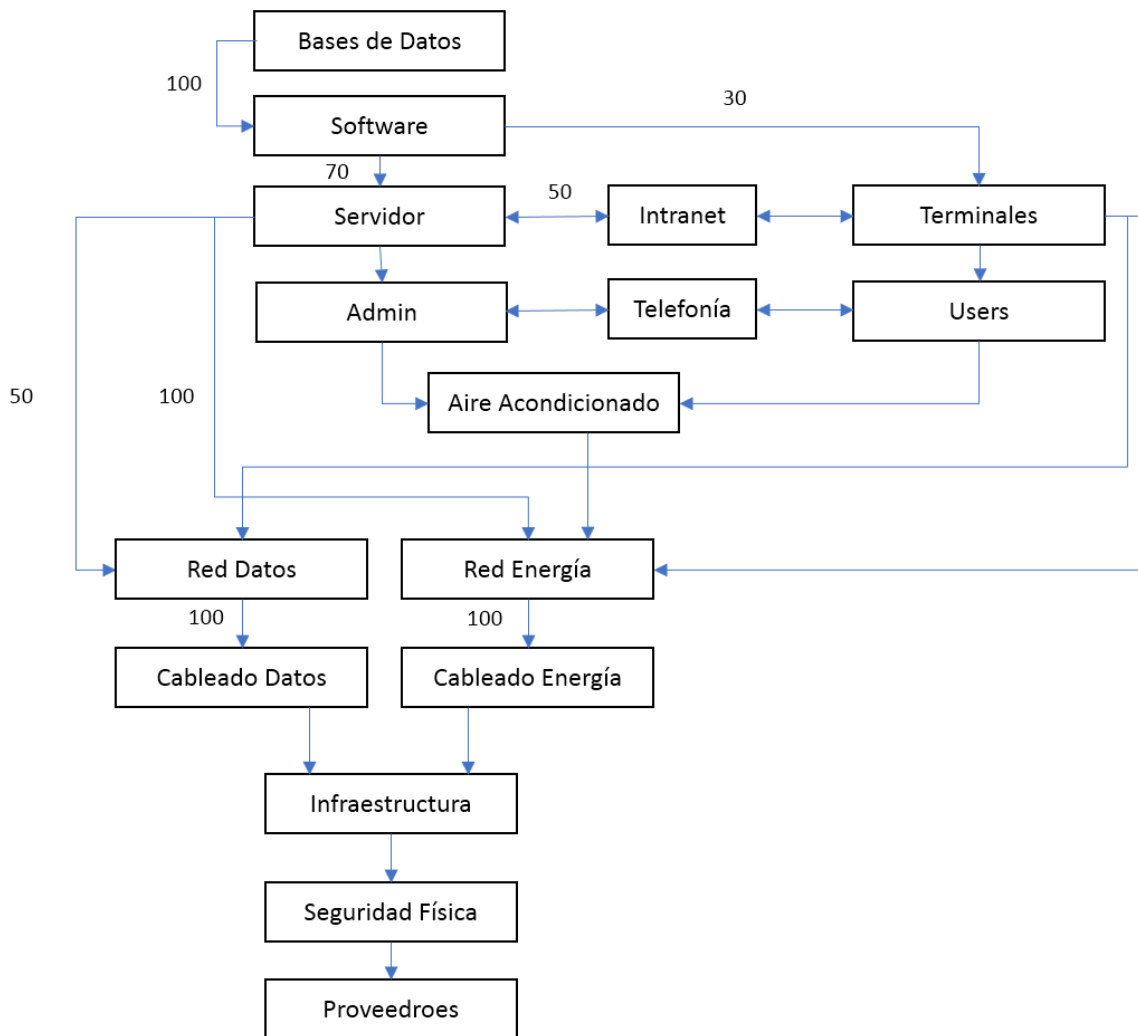 Bases de Datos
100
30
Software
70
50
Servidor
Intranet
Terminales
Admin
Telefonía
Users
50
100
Aire Acondicionado
Red Datos
Red Energía
100
100
Cableado Datos
Cableado Energía
Infraestructura
Seguridad Física
Proveedroes